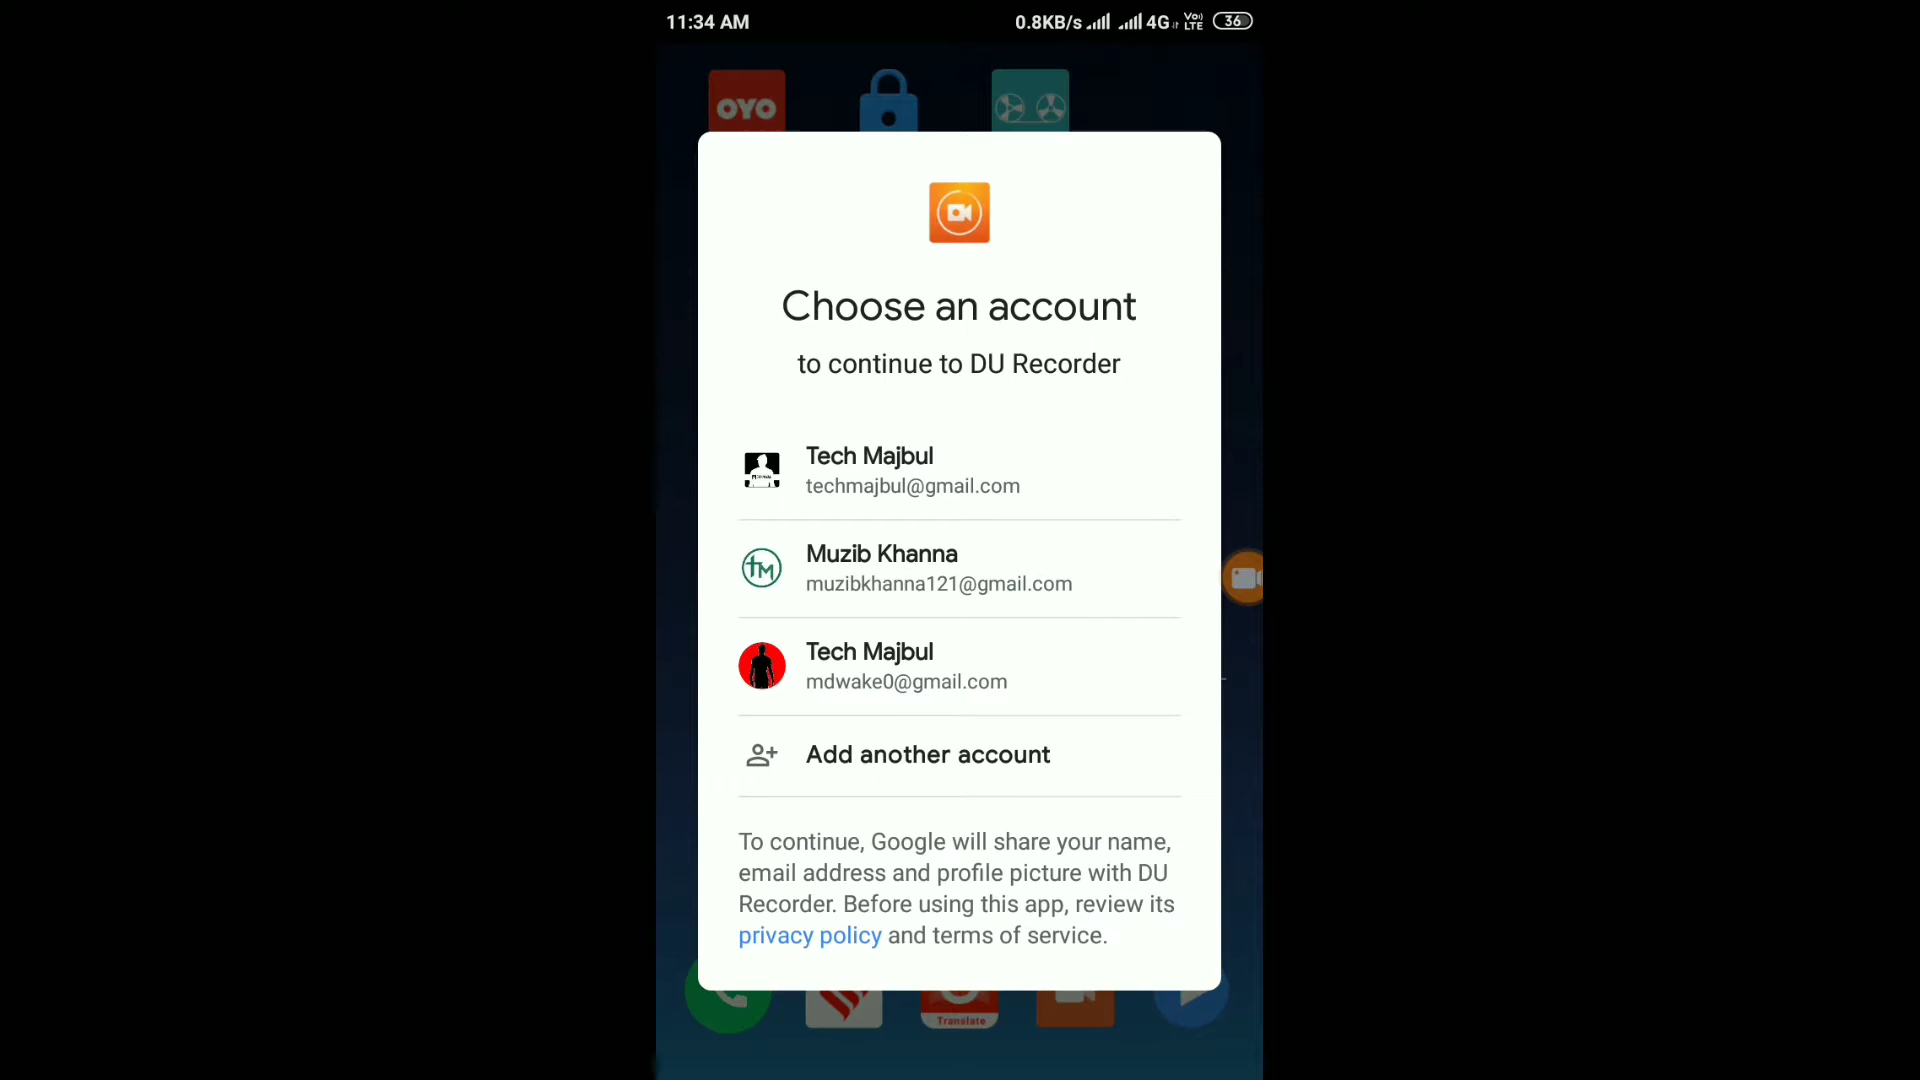 11:34 AM
0.8KB/s 4G Vo) LTE 36
OYO
Choose an account
to continue to DU Recorder
Tech Majbul
techmajbul@gmail.com
tM
Muzib Khanna
muzibkhanna121@gmail.com
Tech Majbul
mdwake0@gmail.com
Add another account
To continue, Google will share your name,
email address and profile picture with DU
Recorder. Before using this app, review its
privacy policy and terms of service.
Translate